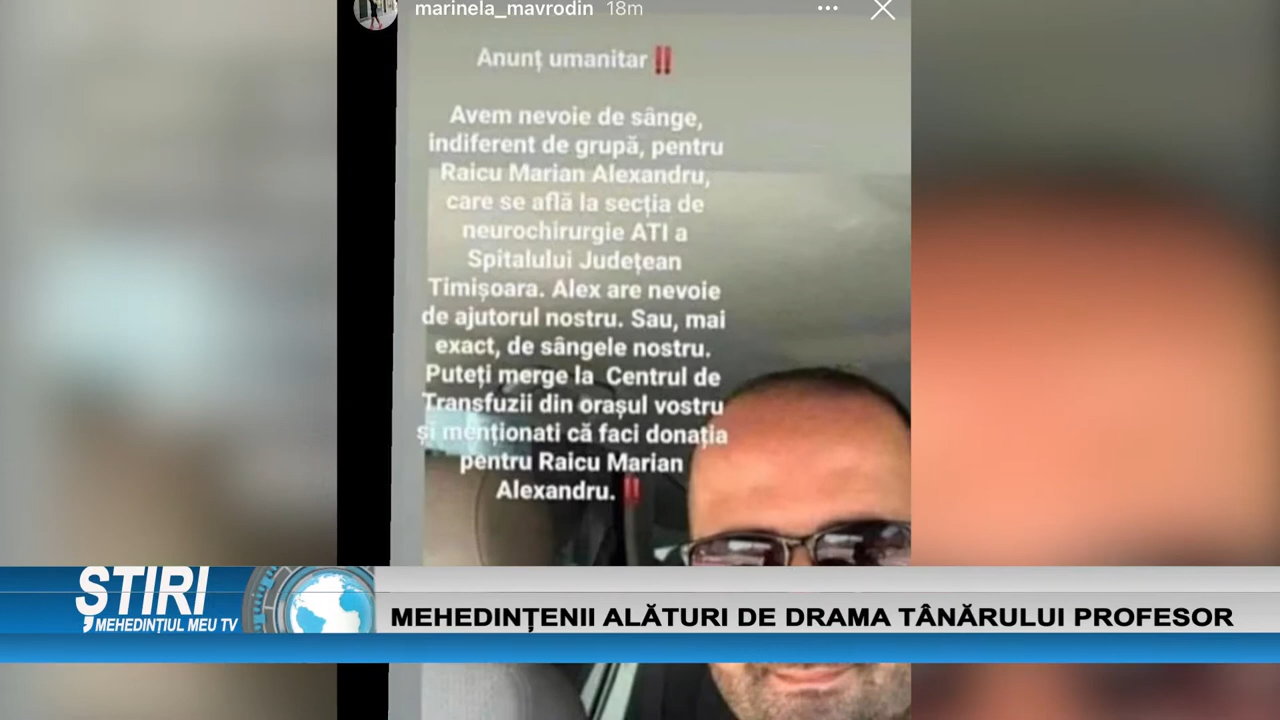 marinela_mavrodin 18m
Anunț umanitar‼️
Avem nevoie de sânge,
indiferent de grupă, pentru
Raicu Marian Alexandru,
care se află la secția de
neurochirurgie ATI a
Spitalului Județean
Timișoara. Alex are nevoie
de ajutorul nostru. Sau, mai
exact, de sângele nostru.
Puteți merge la Centrul de
Transfuzii din orașul vostru
și menționati că faci donația
pentru Raicu Marian
Alexandru.‼️
ȘTIRI
MEHEDINȚIUL MEU TV
MEHEDINȚENII ALĂTURI DE DRAMA TÂNĂRULUI PROFESOR